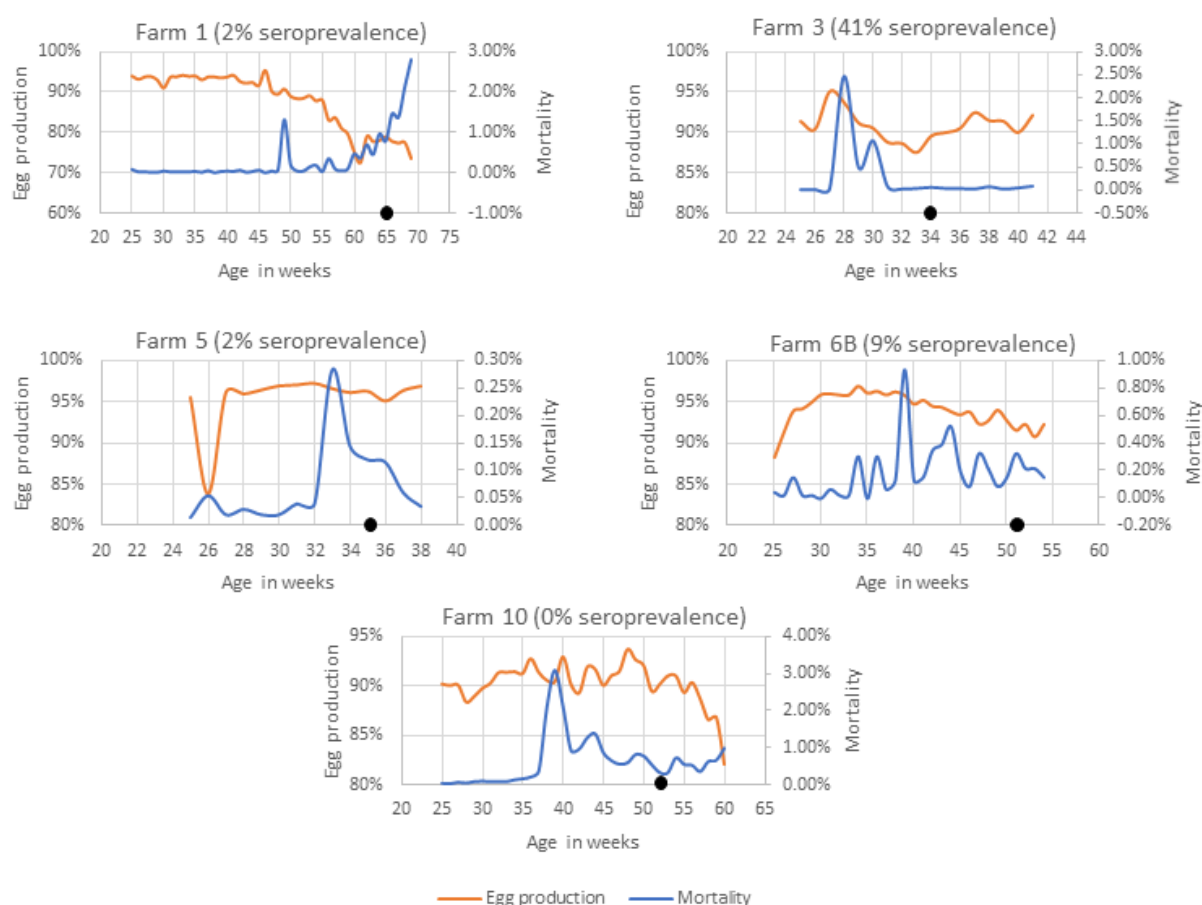 Farm 1 (2% seroprevalence)
100%
90%
80%
70%
60%
Egg production
3.00%
2.00%
1.00%
0.00%
-1.00%
Mortality
20 25 30 35 40 45 50 55 60 65 70 75
Age in weeks
Farm 3 (41% seroprevalence)
100%
95%
90%
85%
80%
Egg production
3.00%
2.50%
2.00%
1.50%
1.00%
0.50%
0.00%
-0.50%
Mortality
20 22 24 26 28 30 32 34 36 38 40 42 44
Age in weeks
Farm 5 (2% seroprevalence)
100%
95%
90%
85%
80%
Egg production
0.30%
0.25%
0.20%
0.15%
0.10%
0.05%
0.00%
Mortality
20 22 24 26 28 30 32 34 36 38 40
Age in weeks
Farm 6B (9% seroprevalence)
100%
95%
90%
85%
80%
Egg production
1.00%
0.80%
0.60%
0.40%
0.20%
0.00%
-0.20%
Mortality
20 25 30 35 40 45 50 55 60
Age in weeks
Farm 10 (0% seroprevalence)
95%
90%
85%
80%
Egg production
4.00%
3.00%
2.00%
1.00%
0.00%
Mortality
20 25 30 35 40 45 50 55 60 65
Age in weeks
Egg production Mortality